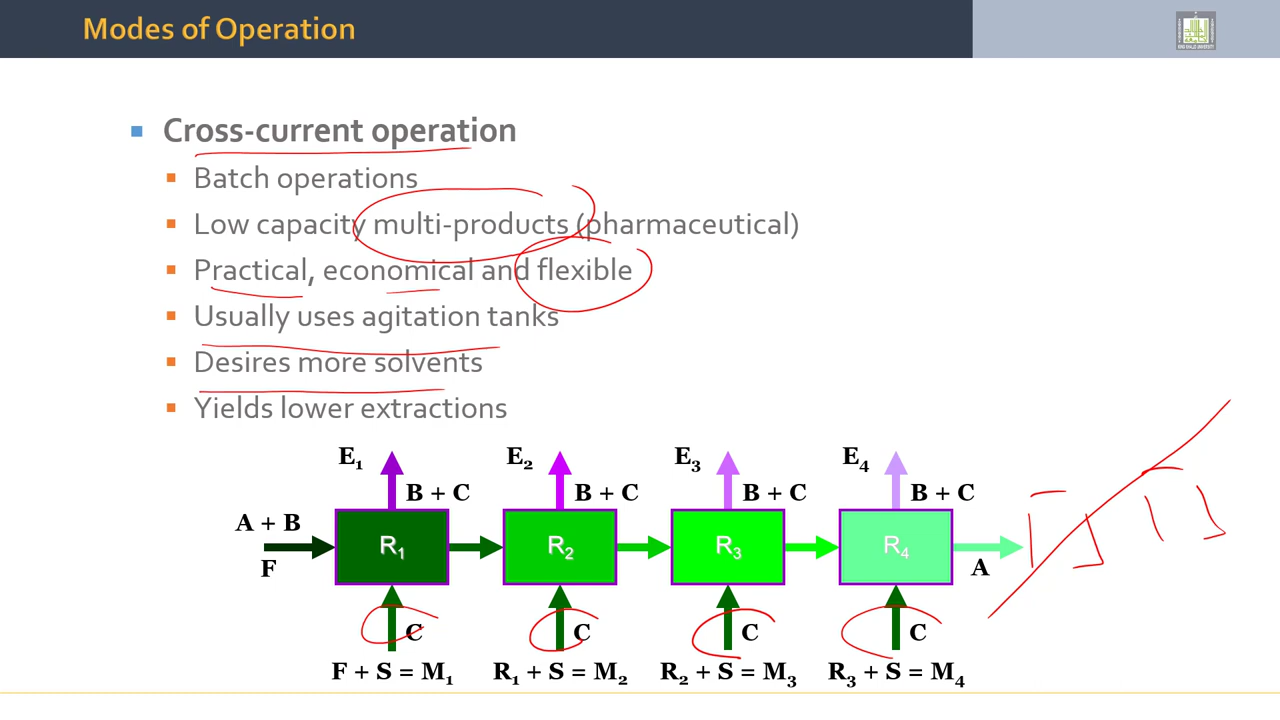 Modes of Operation
Cross-current operation
Batch operations
Low capacity multi-products (pharmaceutical)
Practical, economical and flexible
Usually uses agitation tanks
Desires more solvents
Yields lower extractions
E1 E2 E3 E4
B + C B + C B + C B + C
A + B
R1 R2 R3 R4
F A
C C C C
F + S = M1 R1 + S = M2 R2 + S = M3 R3 + S = M4